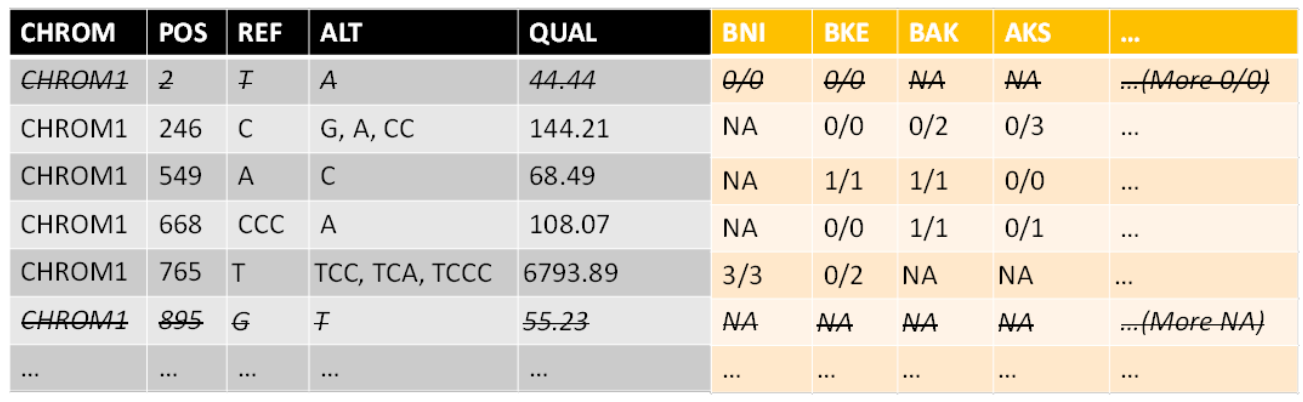 CHROM POS REF ALT QUAL BNI BKE BAK AKS ...
CHROM1 2 T A 44.44 0/0 0/0 NA NA ...(More 0/0)
CHROM1 246 C G, A, CC 144.21 NA 0/0 0/2 0/3 ...
CHROM1 549 A C 68.49 NA 1/1 1/1 0/0 ...
CHROM1 668 CCC A 108.07 NA 0/0 1/1 0/1 ...
CHROM1 765 T TCC, TCA, TCCC 6793.89 3/3 0/2 NA NA ...
CHROM1 895 G T 55.23 NA NA NA NA ...(More NA)
... ... ... ... ... ... ... ... ... ...